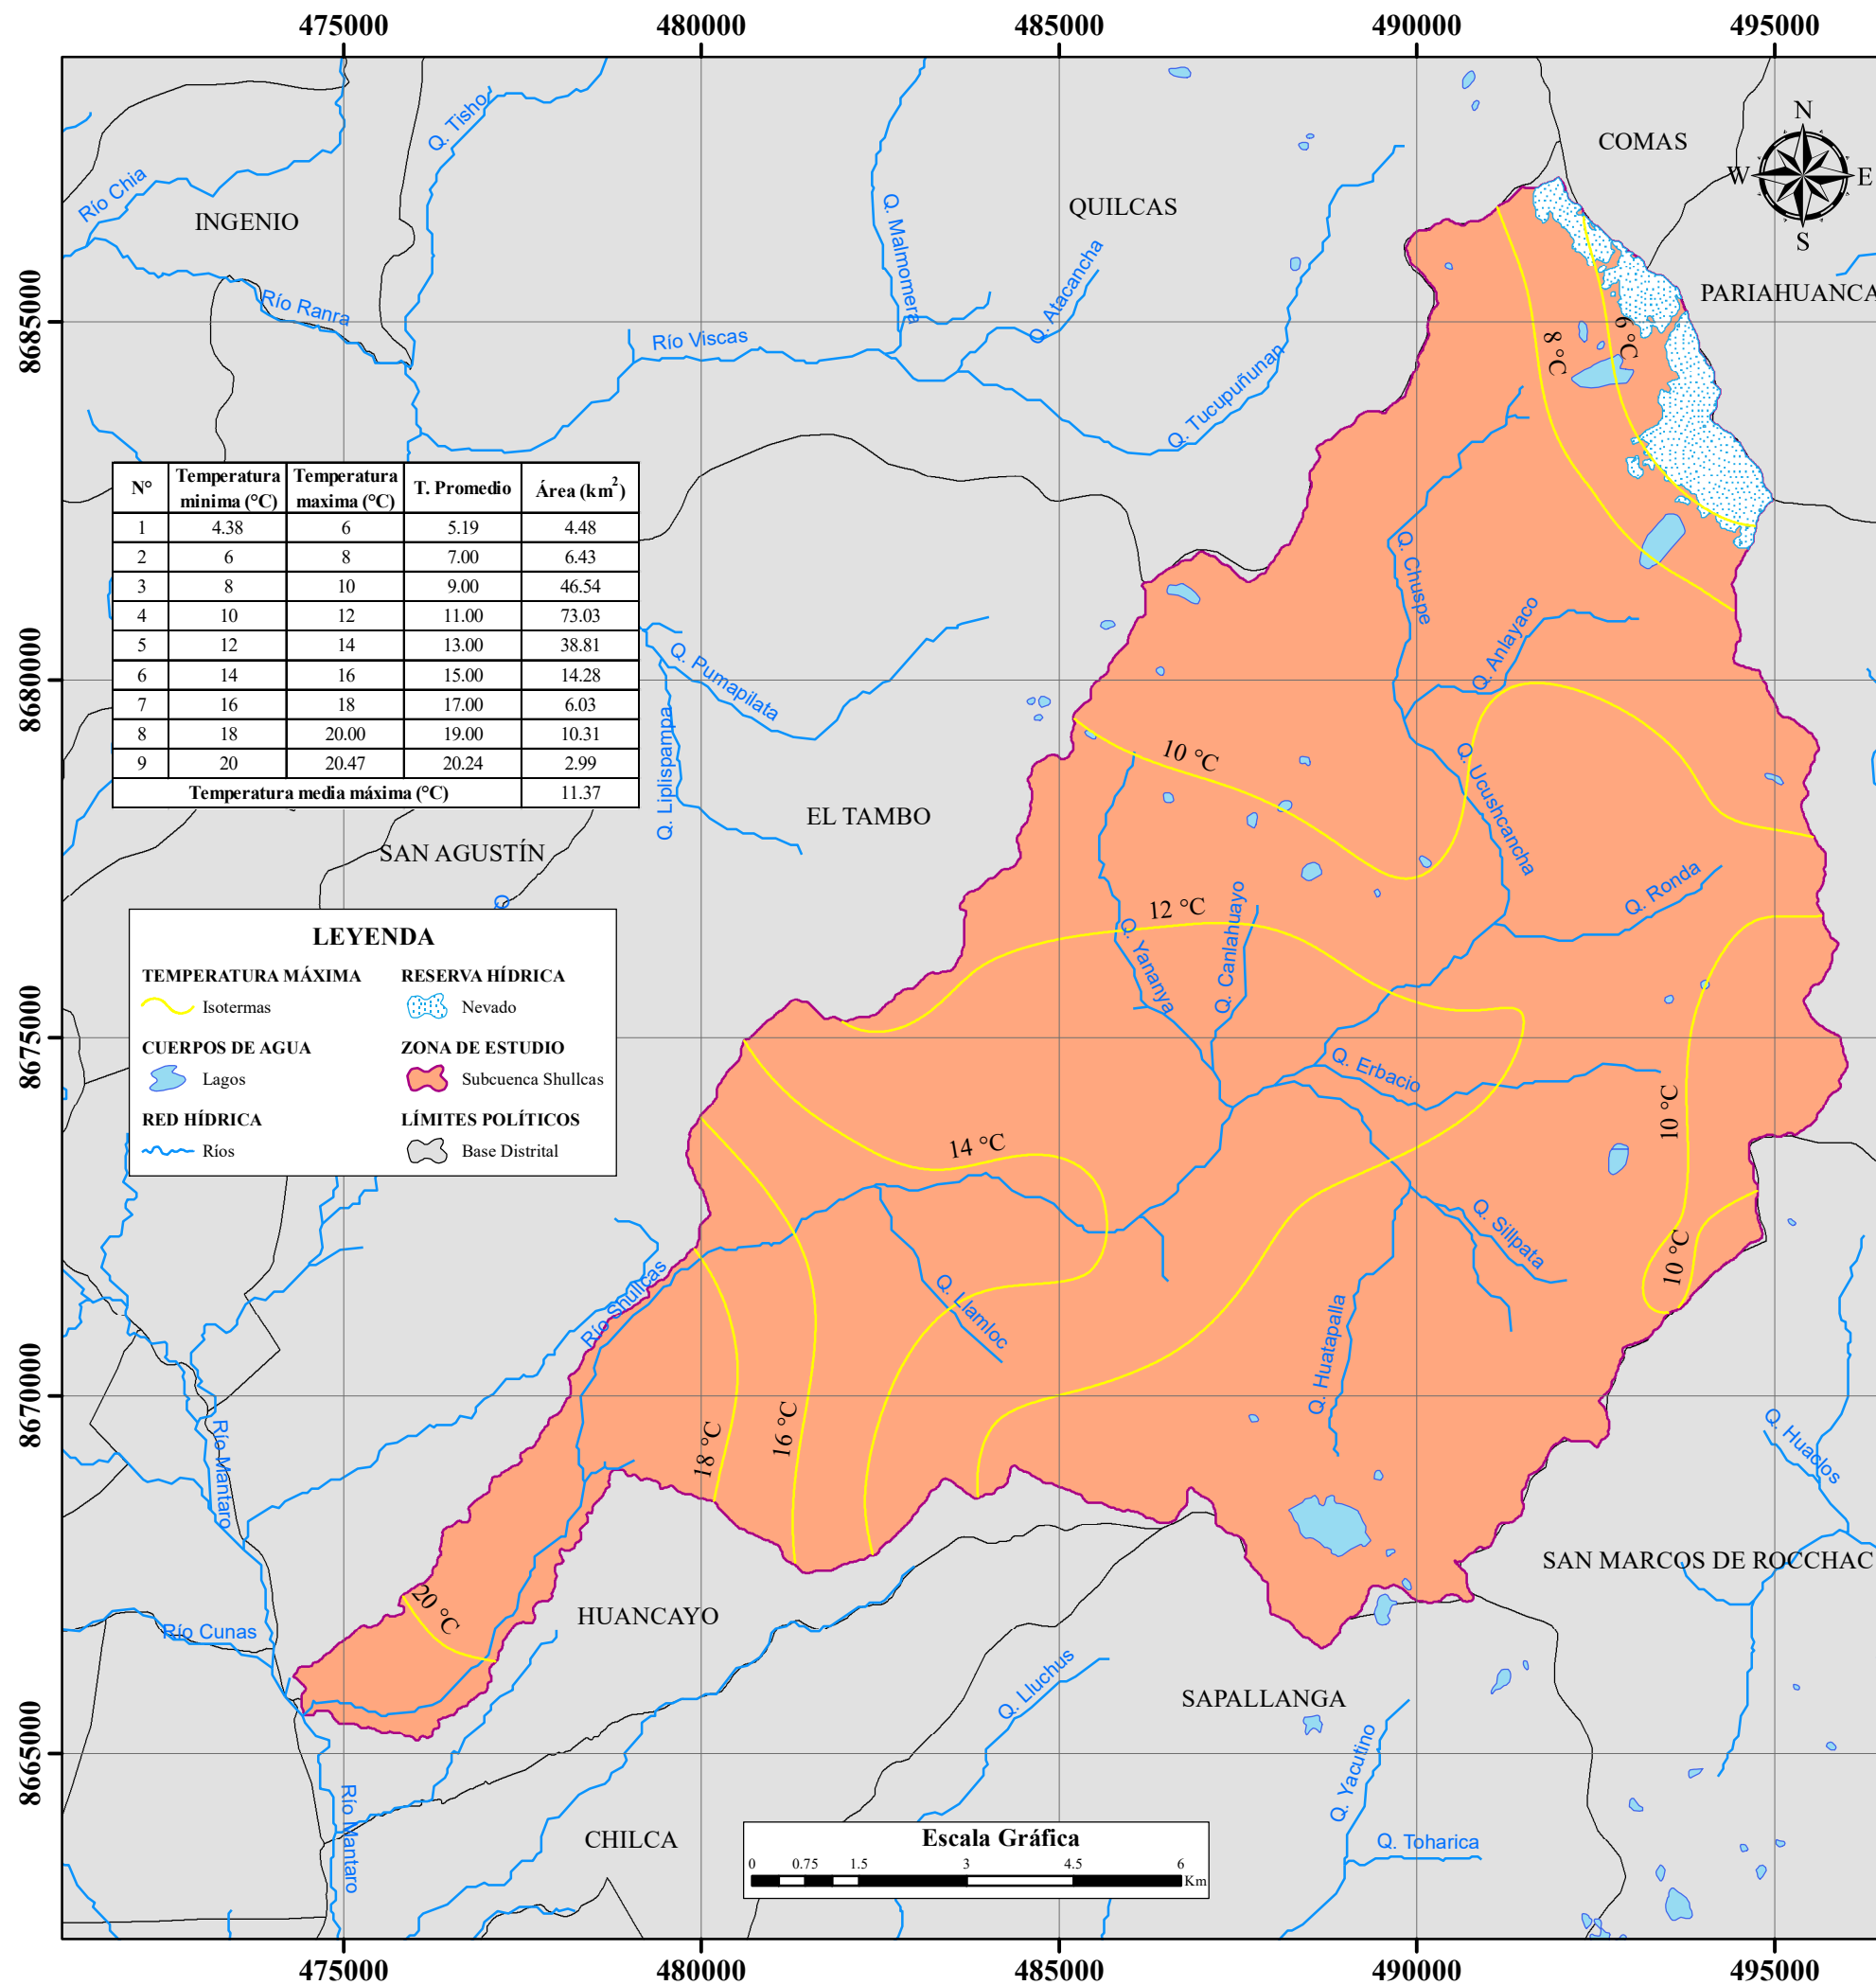 475000 480000 485000 490000 495000
8685000
8680000
8675000
8670000
8665000
N
W E
S
COMAS
QUILCAS
INGENIO
PARIAHUANCA
Río Chia
Q. Tisho
Q. Malmomera
Q. Atacancha
Río Ranra
Río Viscas
Q. Tucupuñunan
8 °C
6 °C
N° Temperatura minima (°C) Temperatura maxima (°C) T. Promedio Área (km2)
1 4.38 6 5.19 4.48
2 6 8 7.00 6.43
3 8 10 9.00 46.54
4 10 12 11.00 73.03
5 12 14 13.00 38.81
6 14 16 15.00 14.28
7 16 18 17.00 6.03
8 18 20.00 19.00 10.31
9 20 20.47 20.24 2.99
Temperatura media máxima (°C) 11.37
Q. Chuspe
Q. Anlayaco
Q. Pumapilata
Q. Liplispampa
10 °C
Q. Ucushcancha
EL TAMBO
SAN AGUSTÍN
Q
12 °C
Q. Yananya
Q. Canlahuayo
Q. Ronda
LEYENDA
TEMPERATURA MÁXIMA
Isotermas
CUERPOS DE AGUA
Lagos
RED HÍDRICA
Ríos
RESERVA HÍDRICA
Nevado
ZONA DE ESTUDIO
Subcuenca Shullcas
LÍMITES POLÍTICOS
Base Distrital
Q. Erbacio
10 °C
14 °C
Q. Sillpata
10 °C
Río Shullcas
Q. Llamloc
Q. Huatapalla
18 °C
16 °C
Río Mantaro
Q. Huaclos
SAN MARCOS DE ROCCHAC
20 °C
HUANCAYO
Río Cunas
Q. Lluchus
SAPALLANGA
Q. Yacutino
Río Mantaro
CHILCA
Q. Toharica
Escala Gráfica
0 0.75 1.5 3 4.5 6
Km
475000 480000 485000 490000 495000